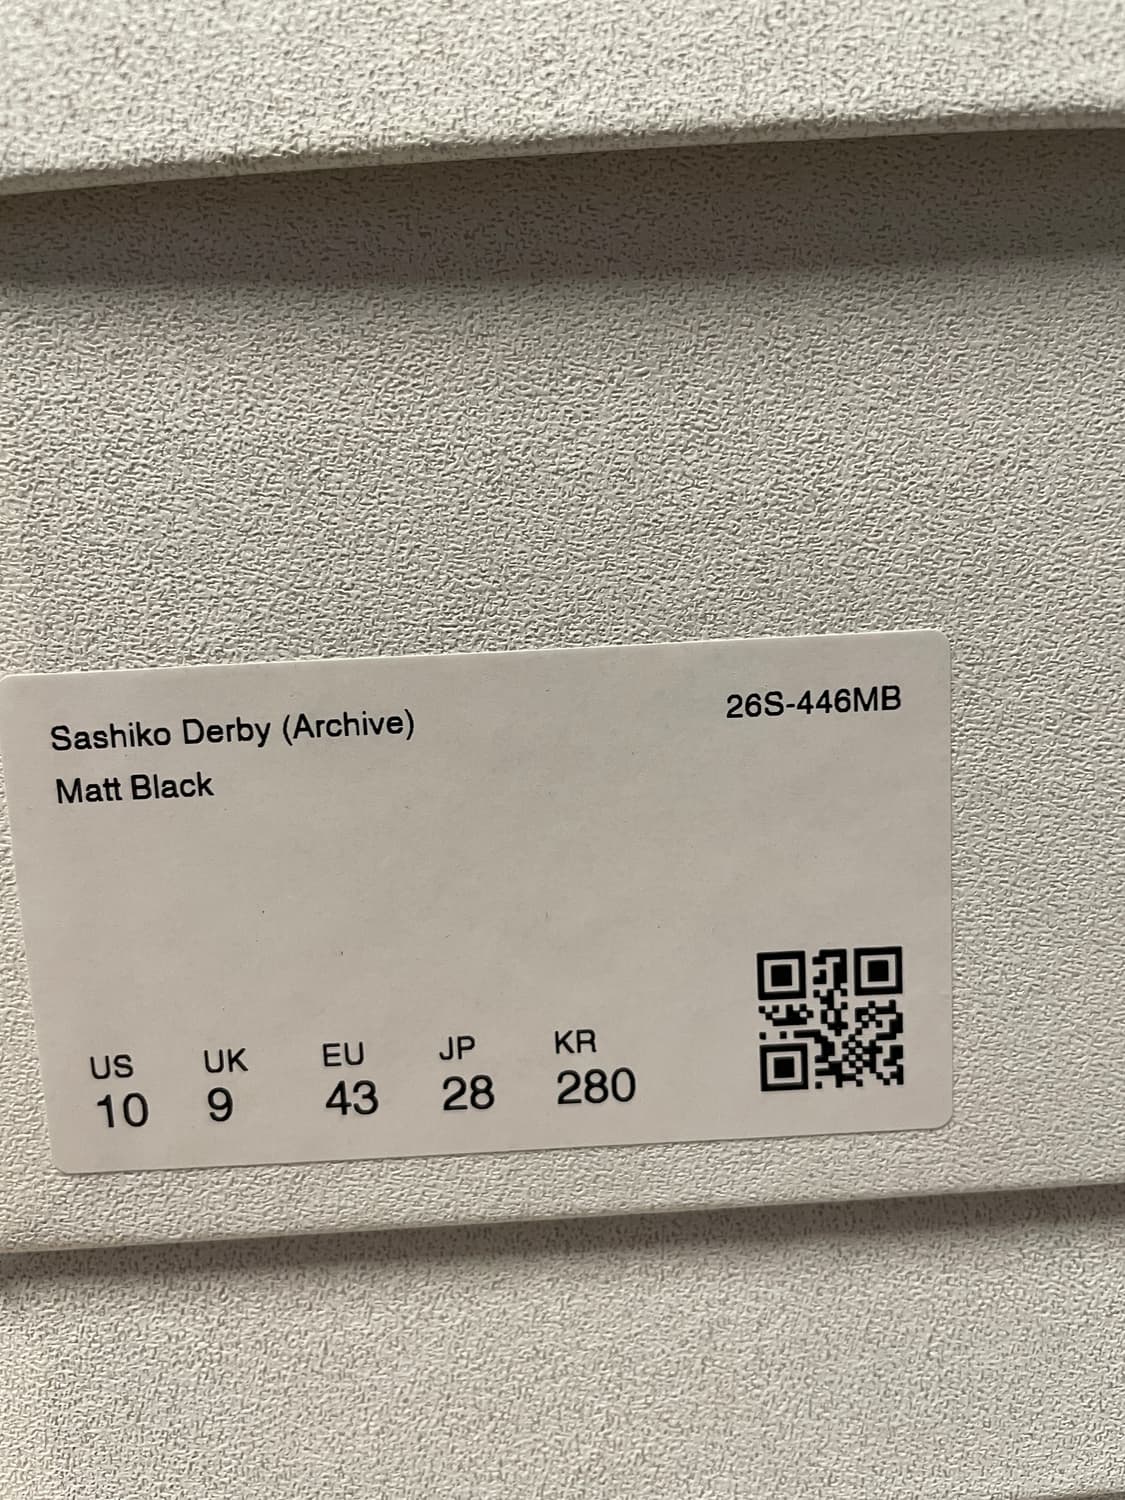 Sashiko Derby (Archive)
26S-446MB
Matt Black
US UK EU JP KR
10 9 43 28 280